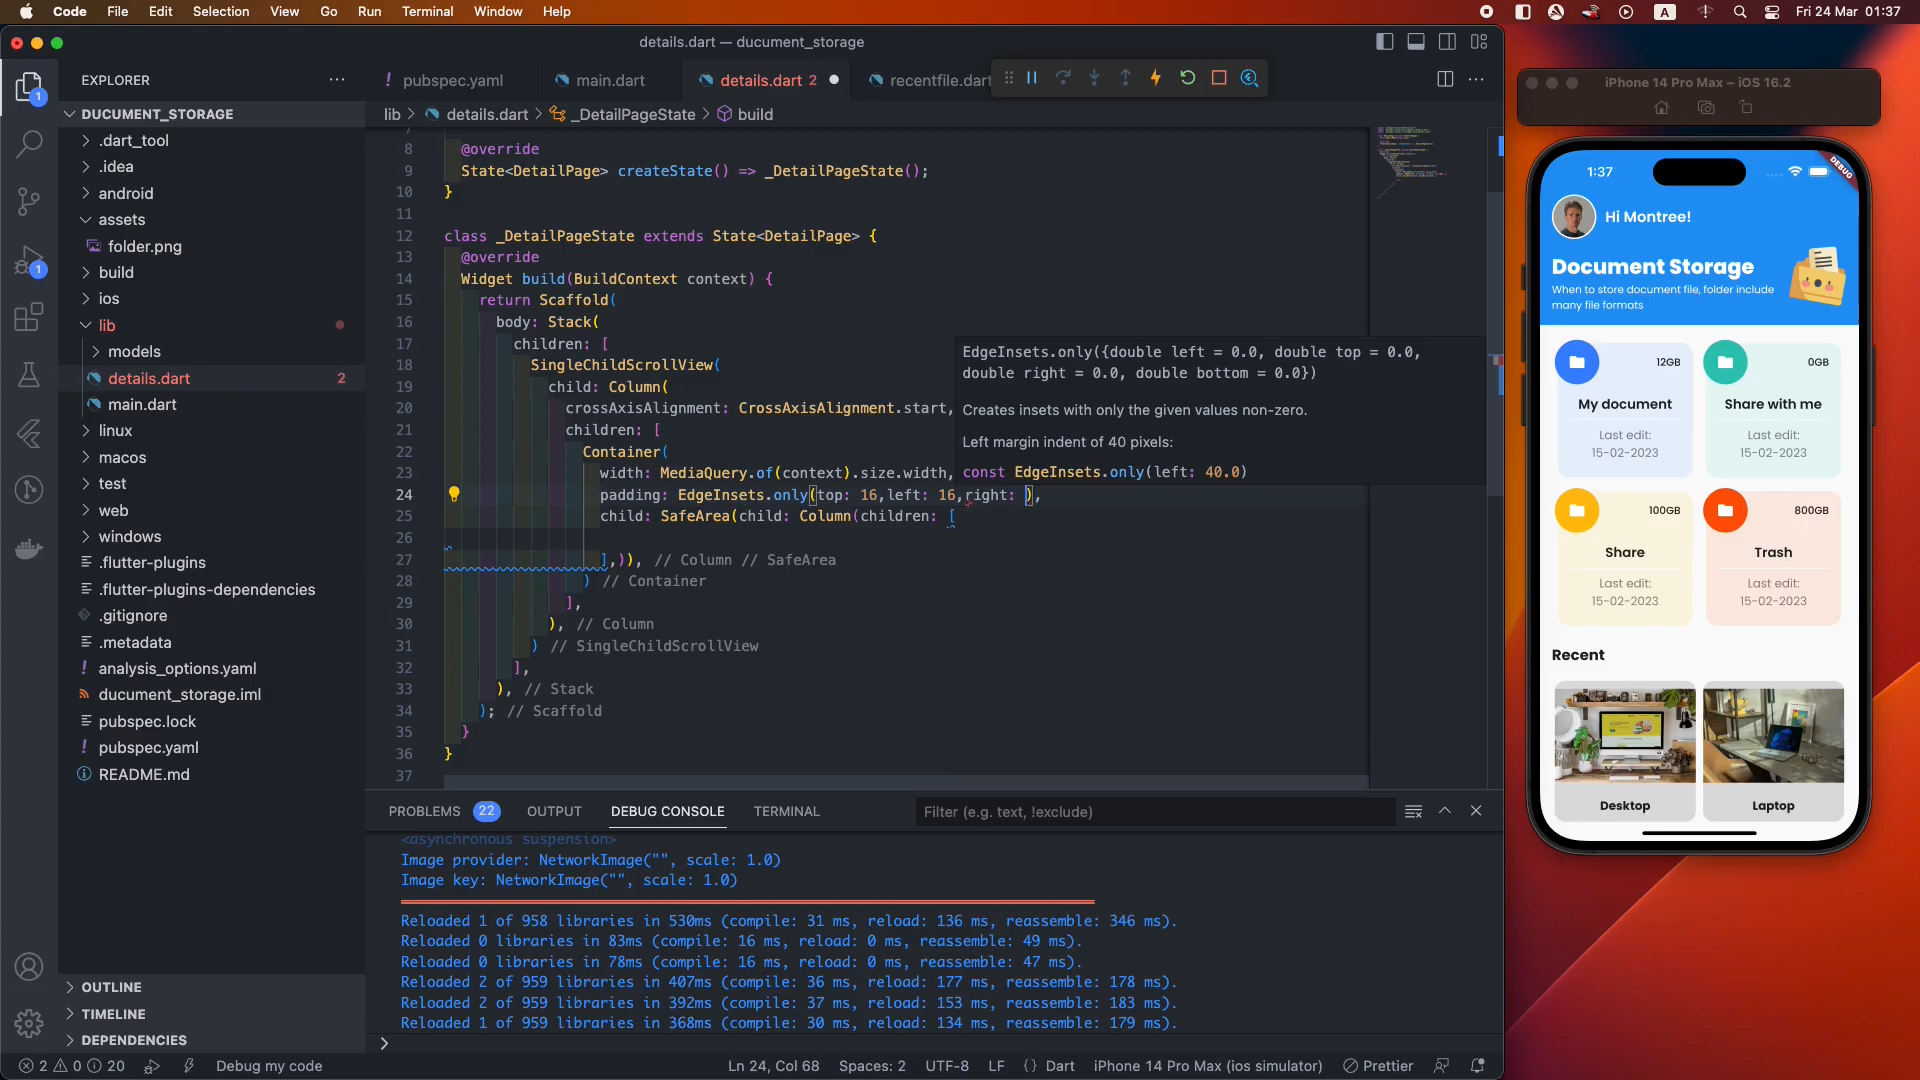 Code File Edit Selection View Go Run Terminal Window Help
A Fri 24 Mar 01:37
details.dart — ducument_storage
EXPLORER
DUCUMENT_STORAGE
.dart_tool
.idea
android
assets
folder.png
build
ios
lib
models
details.dart 2
main.dart
linux
macos
test
web
windows
.flutter-plugins
.flutter-plugins-dependencies
.gitignore
.metadata
analysis_options.yaml
ducument_storage.iml
pubspec.lock
pubspec.yaml
README.md
OUTLINE
TIMELINE
DEPENDENCIES
1
1
pubspec.yaml main.dart details.dart 2 recentfile.dart
lib > details.dart > _DetailPageState > build
8 @override
9 State<DetailPage> createState() => _DetailPageState();
10 }
11
12 class _DetailPageState extends State<DetailPage> {
13 @override
14 Widget build(BuildContext context) {
15 return Scaffold(
16 body: Stack(
17 children: [
18 SingleChildScrollView(
19 child: Column(
20 crossAxisAlignment: CrossAxisAlignment.start,
21 children: [
22 Container(
23 width: MediaQuery.of(context).size.width,
24 padding: EdgeInsets.only(top: 16,left: 16,right: ),
25 child: SafeArea(child: Column(children: [
26
27 ],)), // Column // SafeArea
28 ) // Container
29 ],
30 ), // Column
31 ) // SingleChildScrollView
32 ],
33 ), // Stack
34 ); // Scaffold
35 }
36 }
37
EdgeInsets.only({double left = 0.0, double top = 0.0,
double right = 0.0, double bottom = 0.0})
Creates insets with only the given values non-zero.
Left margin indent of 40 pixels:
const EdgeInsets.only(left: 40.0)
PROBLEMS 22 OUTPUT DEBUG CONSOLE TERMINAL Filter (e.g. text, !exclude)
<asynchronous suspension>
Image provider: NetworkImage("", scale: 1.0)
Image key: NetworkImage("", scale: 1.0)
Reloaded 1 of 958 libraries in 530ms (compile: 31 ms, reload: 136 ms, reassemble: 346 ms).
Reloaded 0 libraries in 83ms (compile: 16 ms, reload: 0 ms, reassemble: 49 ms).
Reloaded 0 libraries in 78ms (compile: 16 ms, reload: 0 ms, reassemble: 47 ms).
Reloaded 2 of 959 libraries in 407ms (compile: 36 ms, reload: 177 ms, reassemble: 178 ms).
Reloaded 2 of 959 libraries in 392ms (compile: 37 ms, reload: 153 ms, reassemble: 183 ms).
Reloaded 1 of 959 libraries in 368ms (compile: 30 ms, reload: 134 ms, reassemble: 179 ms).
2 0 20 Debug my code Ln 24, Col 68 Spaces: 2 UTF-8 LF {} Dart iPhone 14 Pro Max (ios simulator) Prettier
iPhone 14 Pro Max – iOS 16.2
1:37 DEBUG
Hi Montree!
Document Storage
When to store document file, folder include
many file formats
12GB
My document
Last edit:
15-02-2023
0GB
Share with me
Last edit:
15-02-2023
100GB
Share
Last edit:
15-02-2023
800GB
Trash
Last edit:
15-02-2023
Recent
Desktop
Laptop